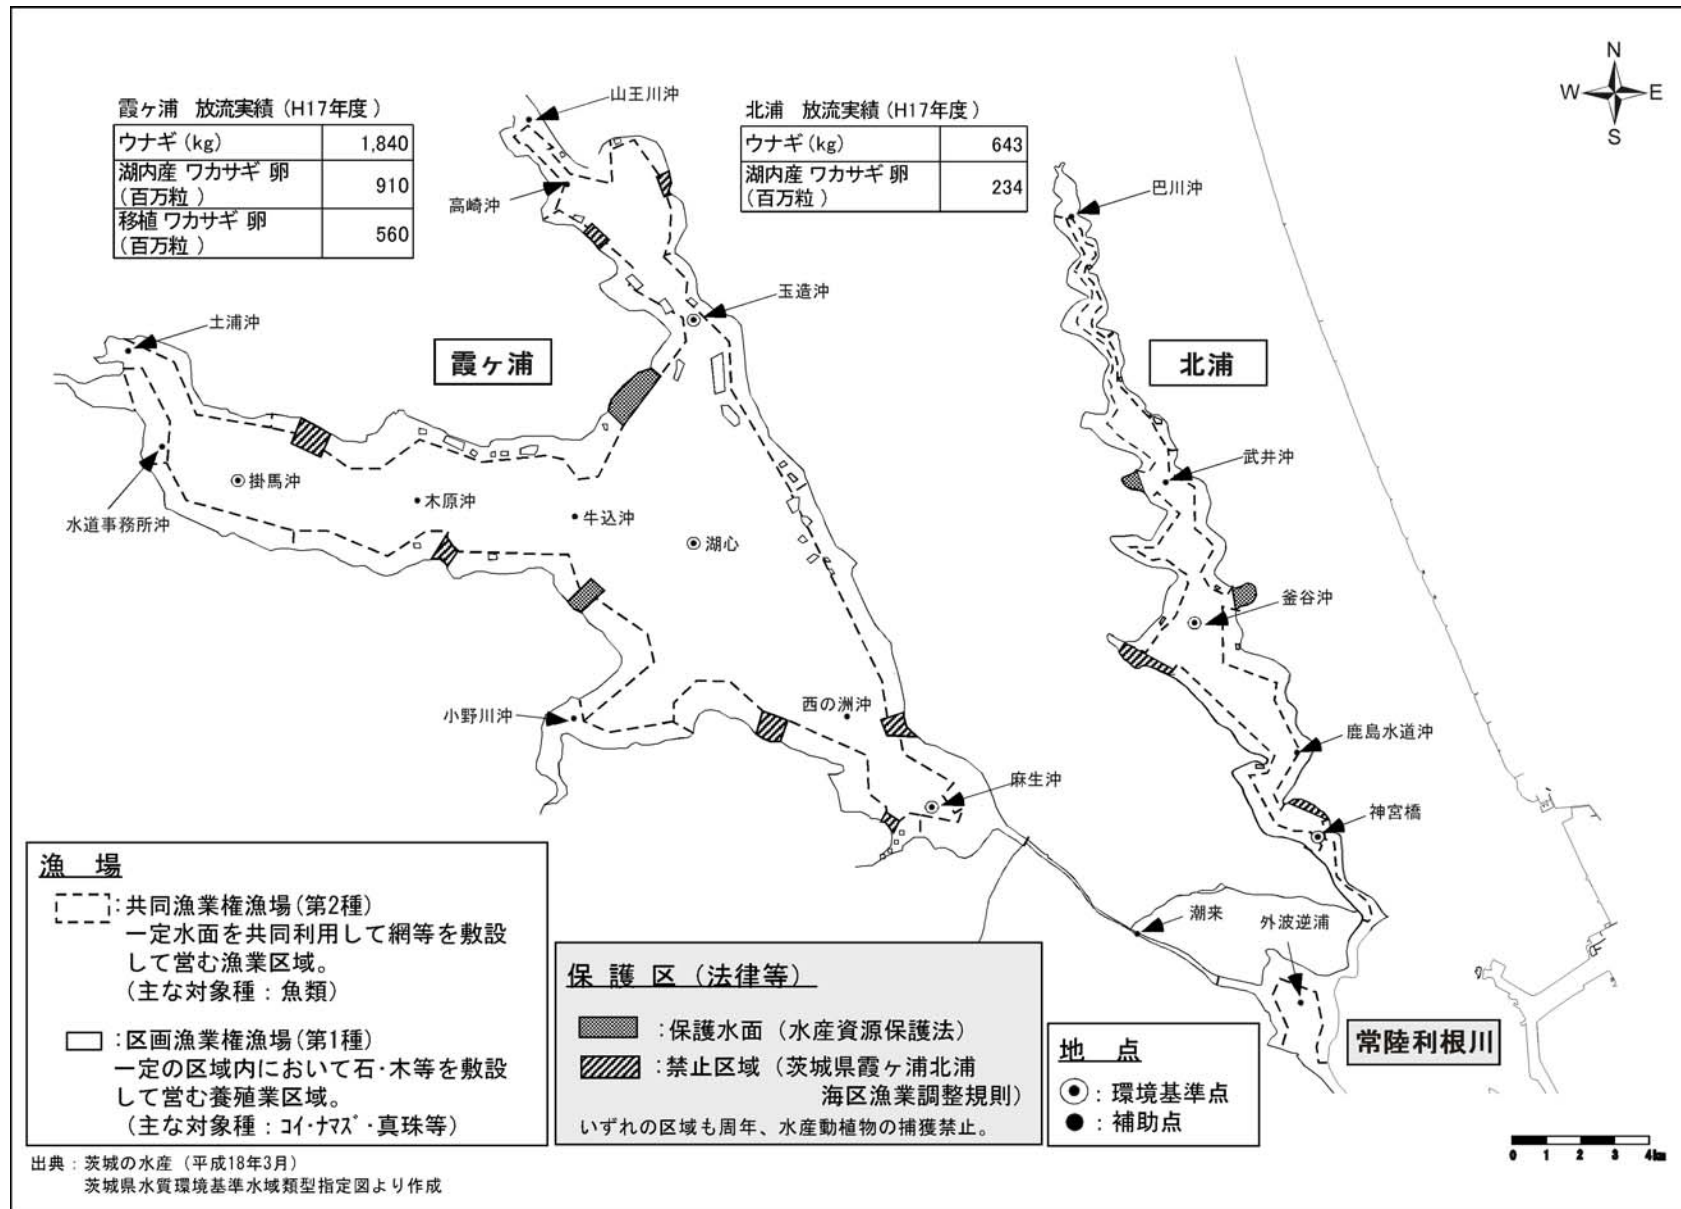 霞ヶ浦 放流実績 (H17年度)
ウナギ (kg) 1,840
湖内産 ワカサギ 卵
(百万粒) 910
移植 ワカサギ 卵
(百万粒) 560
北浦 放流実績 (H17年度)
ウナギ (kg) 643
湖内産 ワカサギ 卵
(百万粒) 234
N
W E
S
山王川沖
高崎沖
巴川沖
玉造沖
土浦沖
霞ヶ浦
北浦
武井沖
掛馬沖
木原沖
牛込沖
水道事務所沖
湖心
釜谷沖
西の洲沖
小野川沖
鹿島水道沖
麻生沖
神宮橋
潮来
外波逆浦
常陸利根川
漁 場
:共同漁業権漁場(第2種)
一定水面を共同利用して網等を敷設
して営む漁業区域。
(主な対象種:魚類)
:区画漁業権漁場(第1種)
一定の区域内において石・木等を敷設
して営む養殖業区域。
(主な対象種:コイ・ナマズ・真珠等)
保 護 区 (法律等)
:保護水面 (水産資源保護法)
:禁止区域 (茨城県霞ヶ浦北浦
海区漁業調整規則)
いずれの区域も周年、水産動植物の捕獲禁止。
地 点
:環境基準点
:補助点
0 1 2 3 4km
出典:茨城の水産 (平成18年3月)
茨城県水質環境基準水域類型指定図より作成